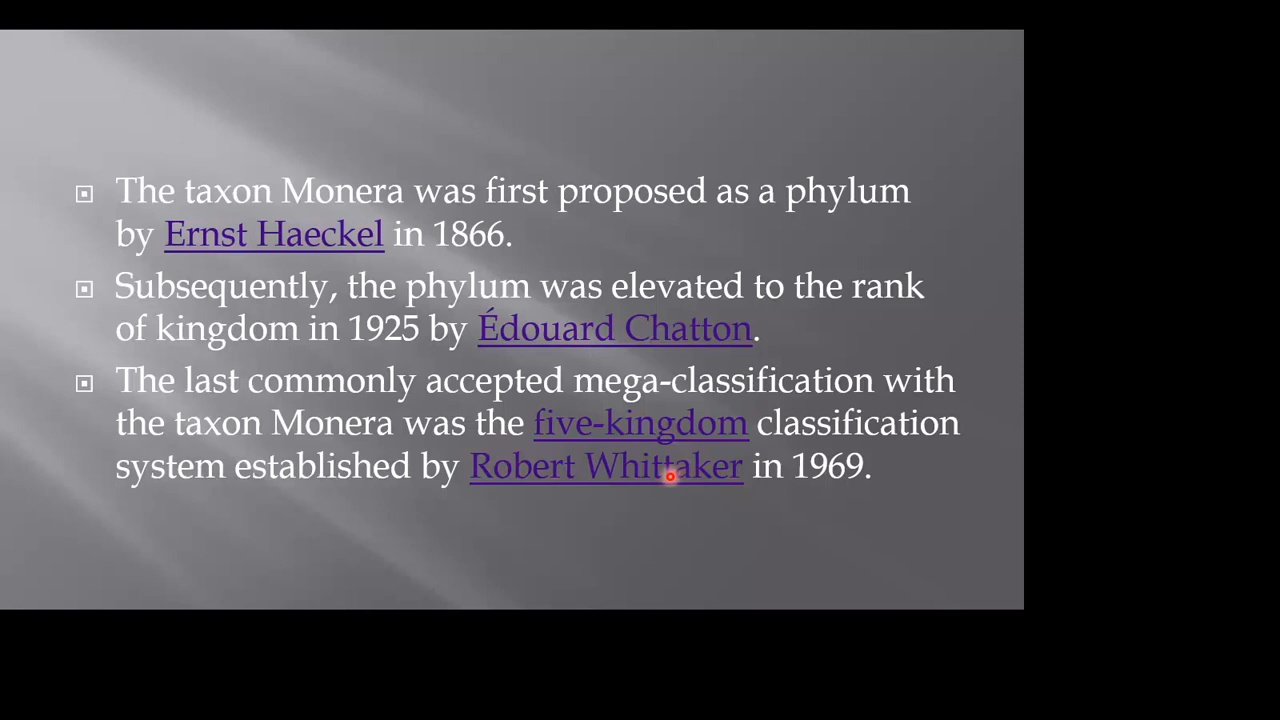 The taxon Monera was first proposed as a phylum
by Ernst Haeckel in 1866.
Subsequently, the phylum was elevated to the rank
of kingdom in 1925 by Édouard Chatton.
The last commonly accepted mega-classification with
the taxon Monera was the five-kingdom classification
system established by Robert Whittaker in 1969.